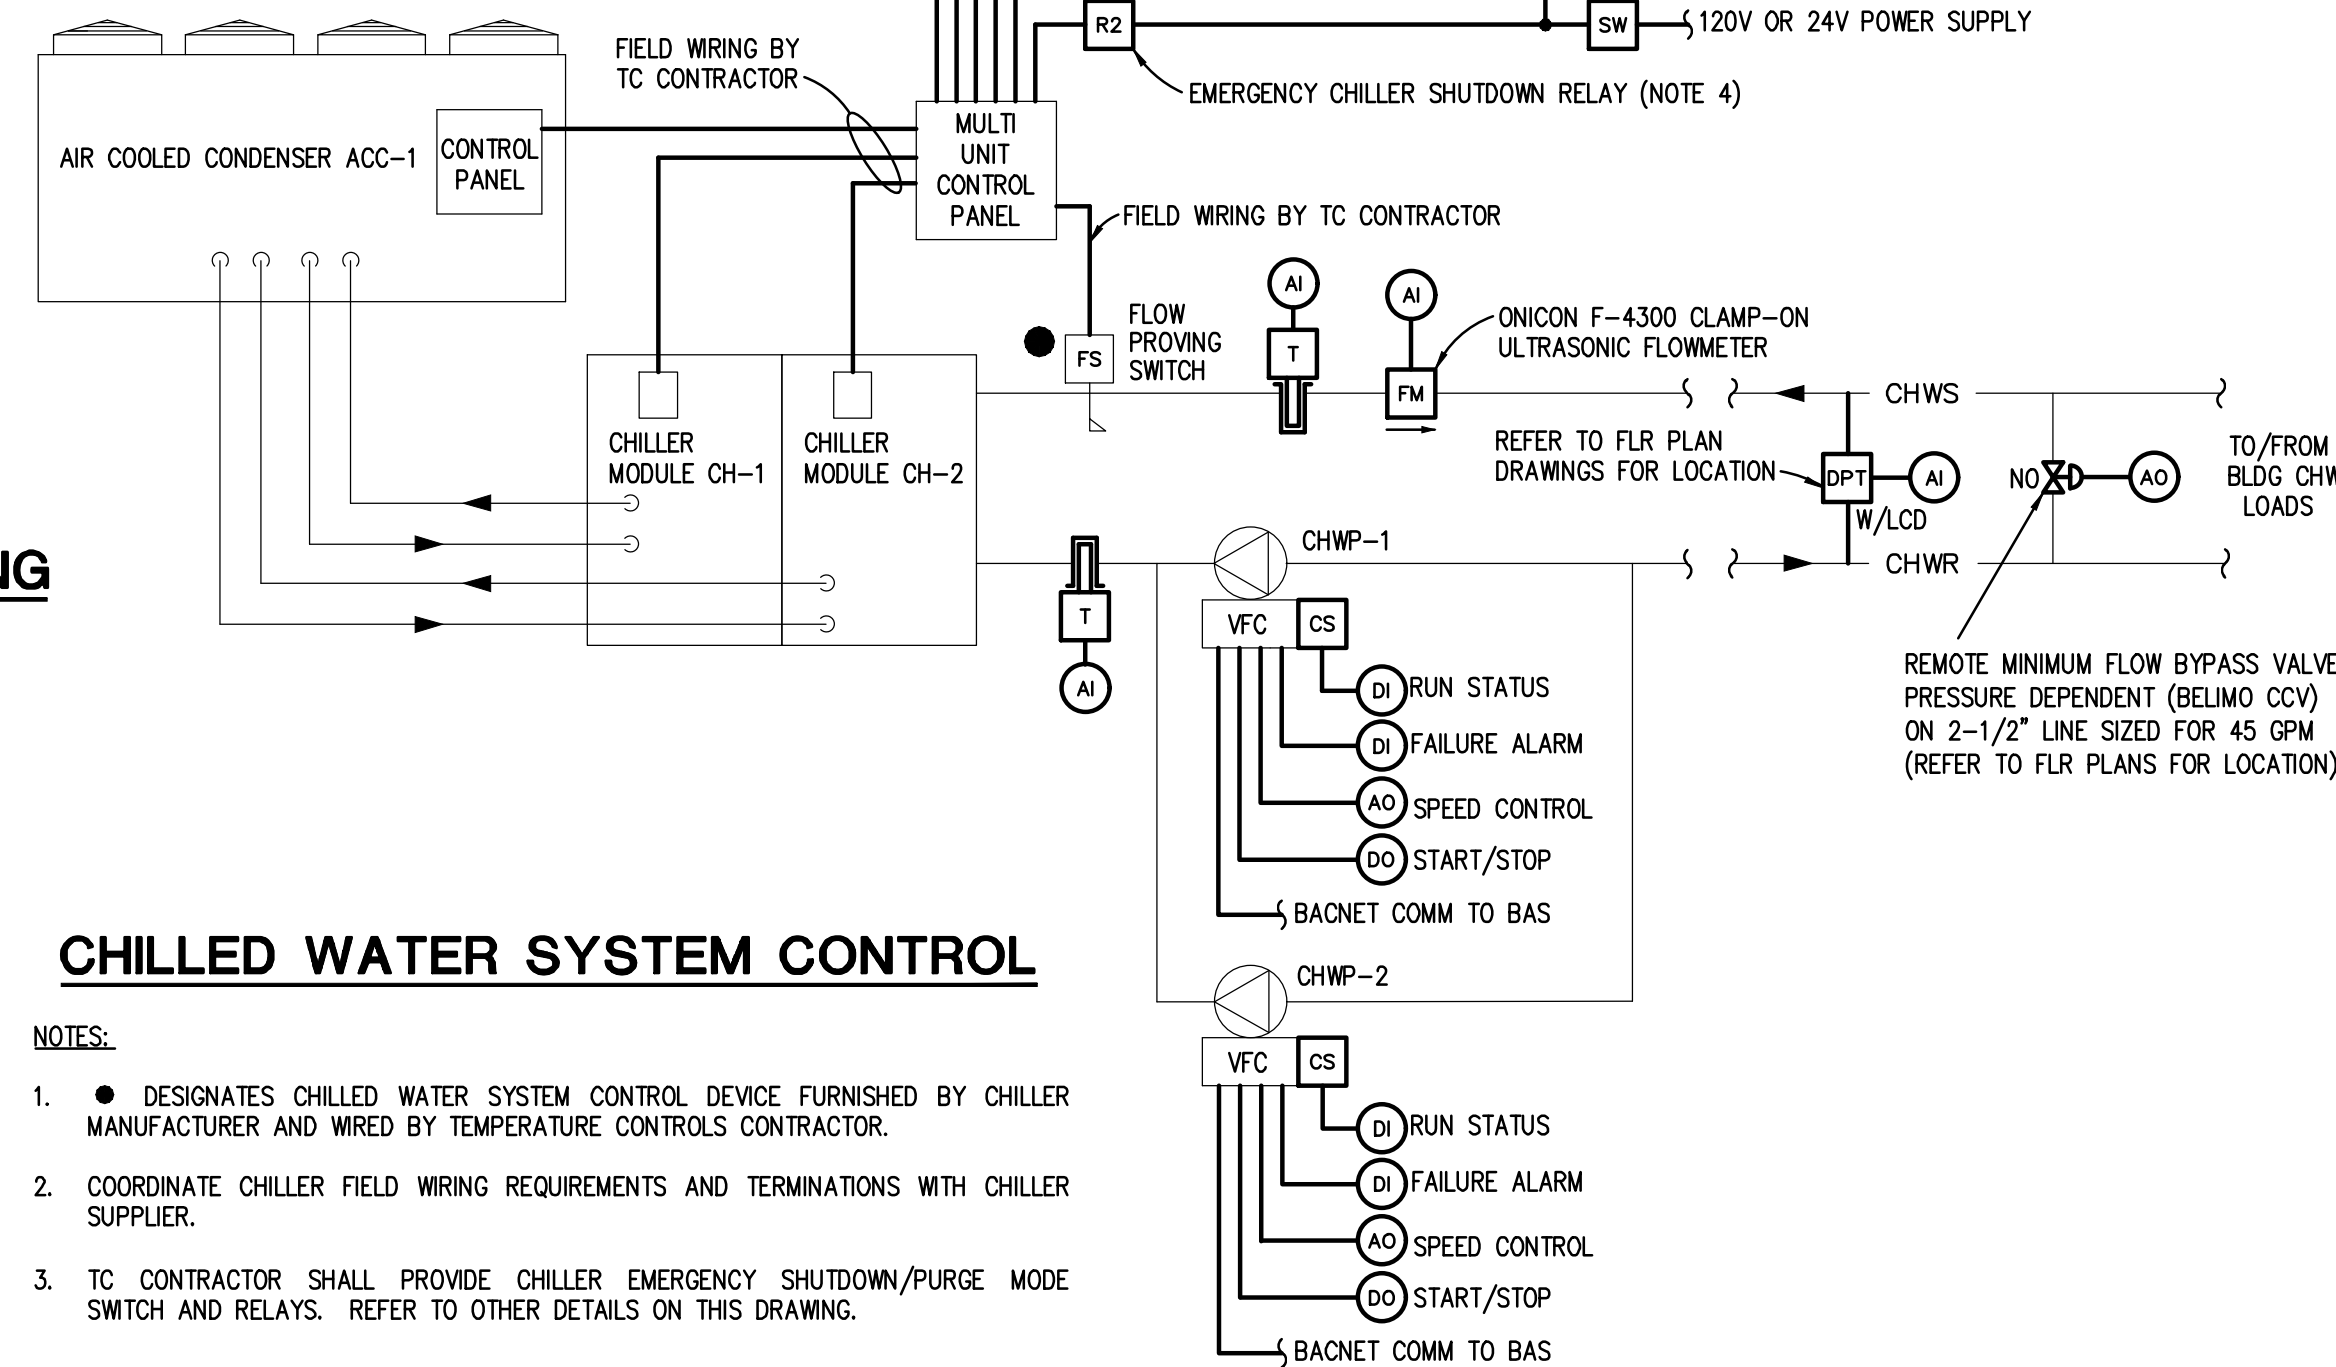 R2
SW
120V OR 24V POWER SUPPLY
FIELD WIRING BY
TC CONTRACTOR
EMERGENCY CHILLER SHUTDOWN RELAY (NOTE 4)
AIR COOLED CONDENSER ACC-1
CONTROL
PANEL
MULTI
UNIT
CONTROL
PANEL
FIELD WIRING BY TC CONTRACTOR
AI
AI
FLOW
PROVING
SWITCH
FS
T
FM
ONICON F-4300 CLAMP-ON
ULTRASONIC FLOWMETER
CHWS
CHILLER
MODULE CH-1
CHILLER
MODULE CH-2
REFER TO FLR PLAN
DRAWINGS FOR LOCATION
DPT
AI
W/LCD
NO
AO
TO/FROM
BLDG CHW
LOADS
CHWR
CHWP-1
T
AI
VFC
CS
DI
RUN STATUS
DI
FAILURE ALARM
AO
SPEED CONTROL
DO
START/STOP
BACNET COMM TO BAS
REMOTE MINIMUM FLOW BYPASS VALVE
PRESSURE DEPENDENT (BELIMO CCV)
ON 2-1/2" LINE SIZED FOR 45 GPM
(REFER TO FLR PLANS FOR LOCATION)
CHWP-2
VFC
CS
DI
RUN STATUS
DI
FAILURE ALARM
AO
SPEED CONTROL
DO
START/STOP
BACNET COMM TO BAS
CHILLED WATER SYSTEM CONTROL
NOTES:
1. ● DESIGNATES CHILLED WATER SYSTEM CONTROL DEVICE FURNISHED BY CHILLER
MANUFACTURER AND WIRED BY TEMPERATURE CONTROLS CONTRACTOR.
2. COORDINATE CHILLER FIELD WIRING REQUIREMENTS AND TERMINATIONS WITH CHILLER
SUPPLIER.
3. TC CONTRACTOR SHALL PROVIDE CHILLER EMERGENCY SHUTDOWN/PURGE MODE
SWITCH AND RELAYS. REFER TO OTHER DETAILS ON THIS DRAWING.